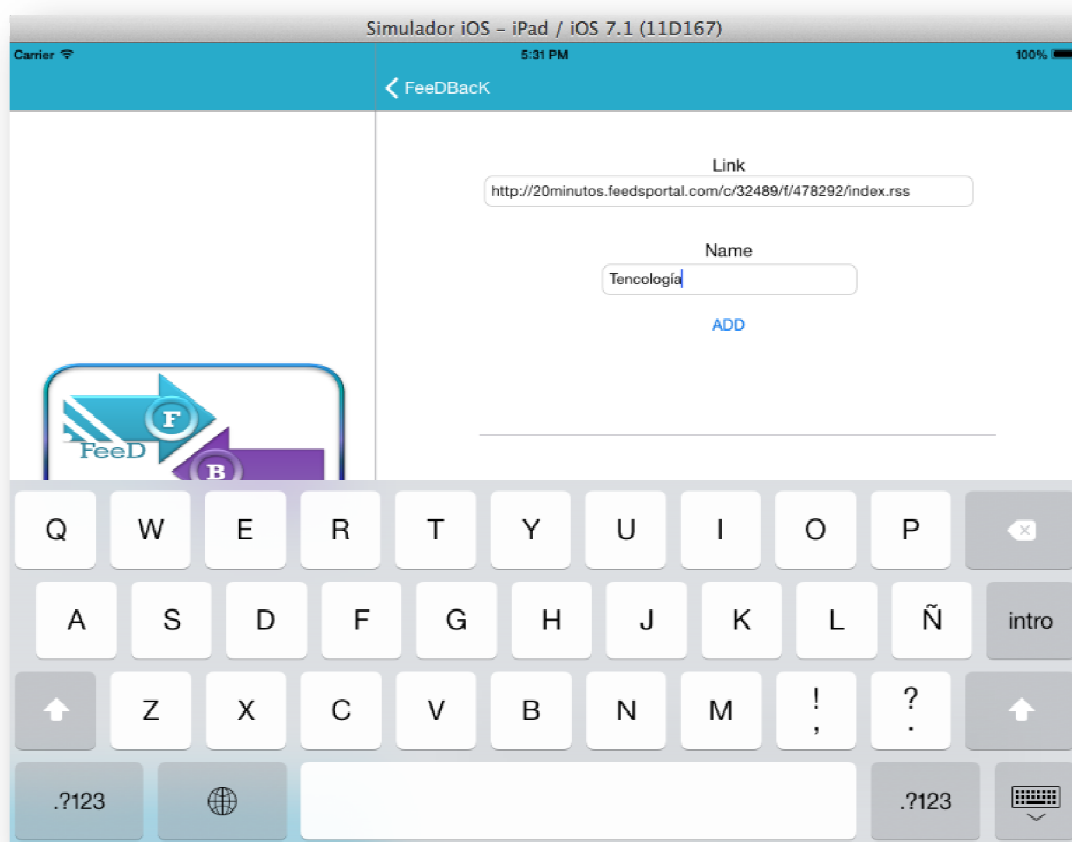 Simulador iOS – iPad / iOS 7.1 (11D167)
Carrier 5:31 PM 100%
FeeDBacK
Link
http://20minutos.feedsportal.com/c/32489/f/478292/index.rss
Name
Tencología
ADD
F
FeeD
B
Q W E R T Y U I O P
A S D F G H J K L Ñ intro
Z X C V B N M ! , ? .
.?123 .?123